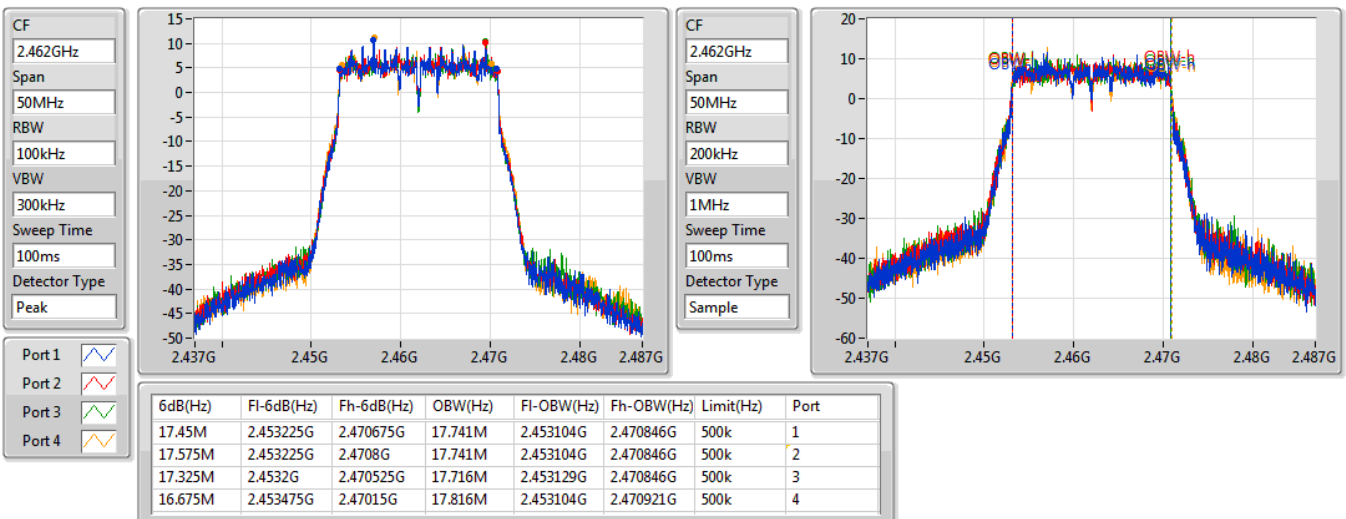 CF
2.462GHz
Span
50MHz
RBW
100kHz
VBW
300kHz
Sweep Time
100ms
Detector Type
Peak
Port 1
Port 2
Port 3
Port 4
15
10
5
0
-5
-10
-15
-20
-25
-30
-35
-40
-45
-50
2.437G 2.45G 2.46G 2.47G 2.48G 2.487G
CF
2.462GHz
Span
50MHz
RBW
200kHz
VBW
1MHz
Sweep Time
100ms
Detector Type
Sample
20
10
0
-10
-20
-30
-40
-50
-60
OBW-h
2.437G 2.45G 2.46G 2.47G 2.48G 2.487G
6dB(Hz) Fl-6dB(Hz) Fh-6dB(Hz) OBW(Hz) Fl-OBW(Hz) Fh-OBW(Hz) Limit(Hz) Port
17.45M 2.453225G 2.470675G 17.741M 2.453104G 2.470846G 500k 1
17.575M 2.453225G 2.4708G 17.741M 2.453104G 2.470846G 500k 2
17.325M 2.4532G 2.470525G 17.716M 2.453129G 2.470846G 500k 3
16.675M 2.453475G 2.47015G 17.816M 2.453104G 2.470921G 500k 4